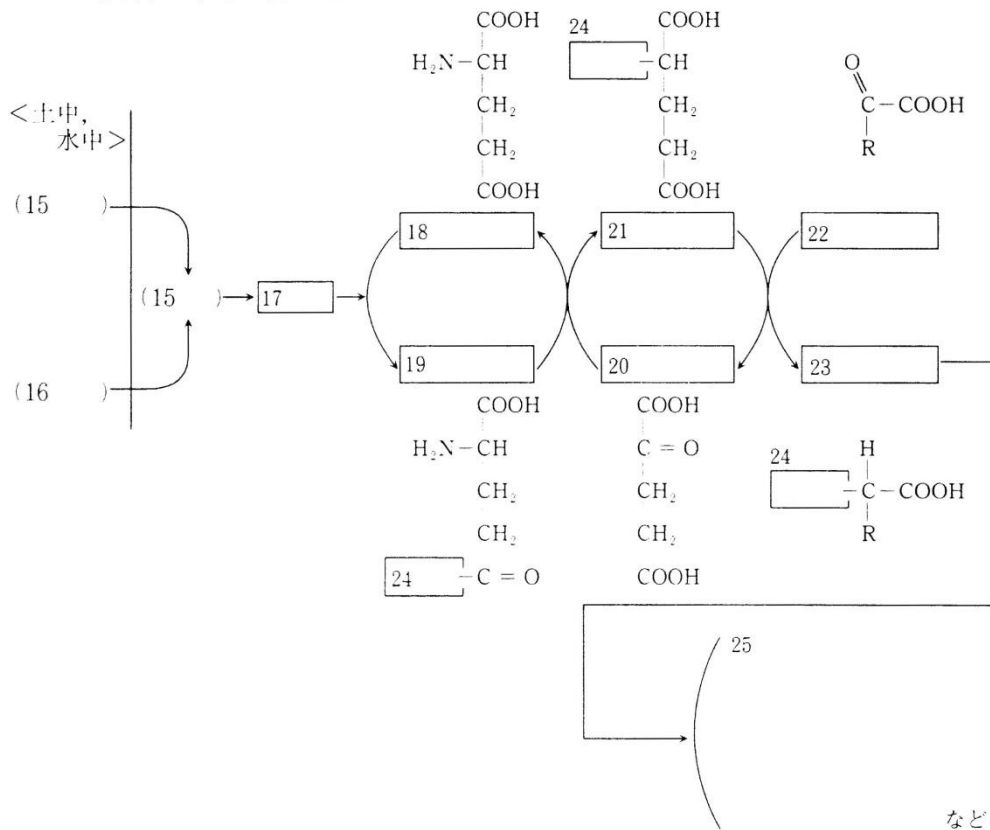 COOH
24
COOH
H₂N－CH
CH
O
C－COOH
R
＜土中，
水中＞
CH₂
CH₂
CH₂
CH₂
COOH
COOH
(15　　)
18
21
22
(15　　)
17
(16　　)
19
20
23
COOH
COOH
H₂N－CH
C＝O
24
H
C－COOH
R
CH₂
CH₂
CH₂
CH₂
24
C＝O
COOH
25
など